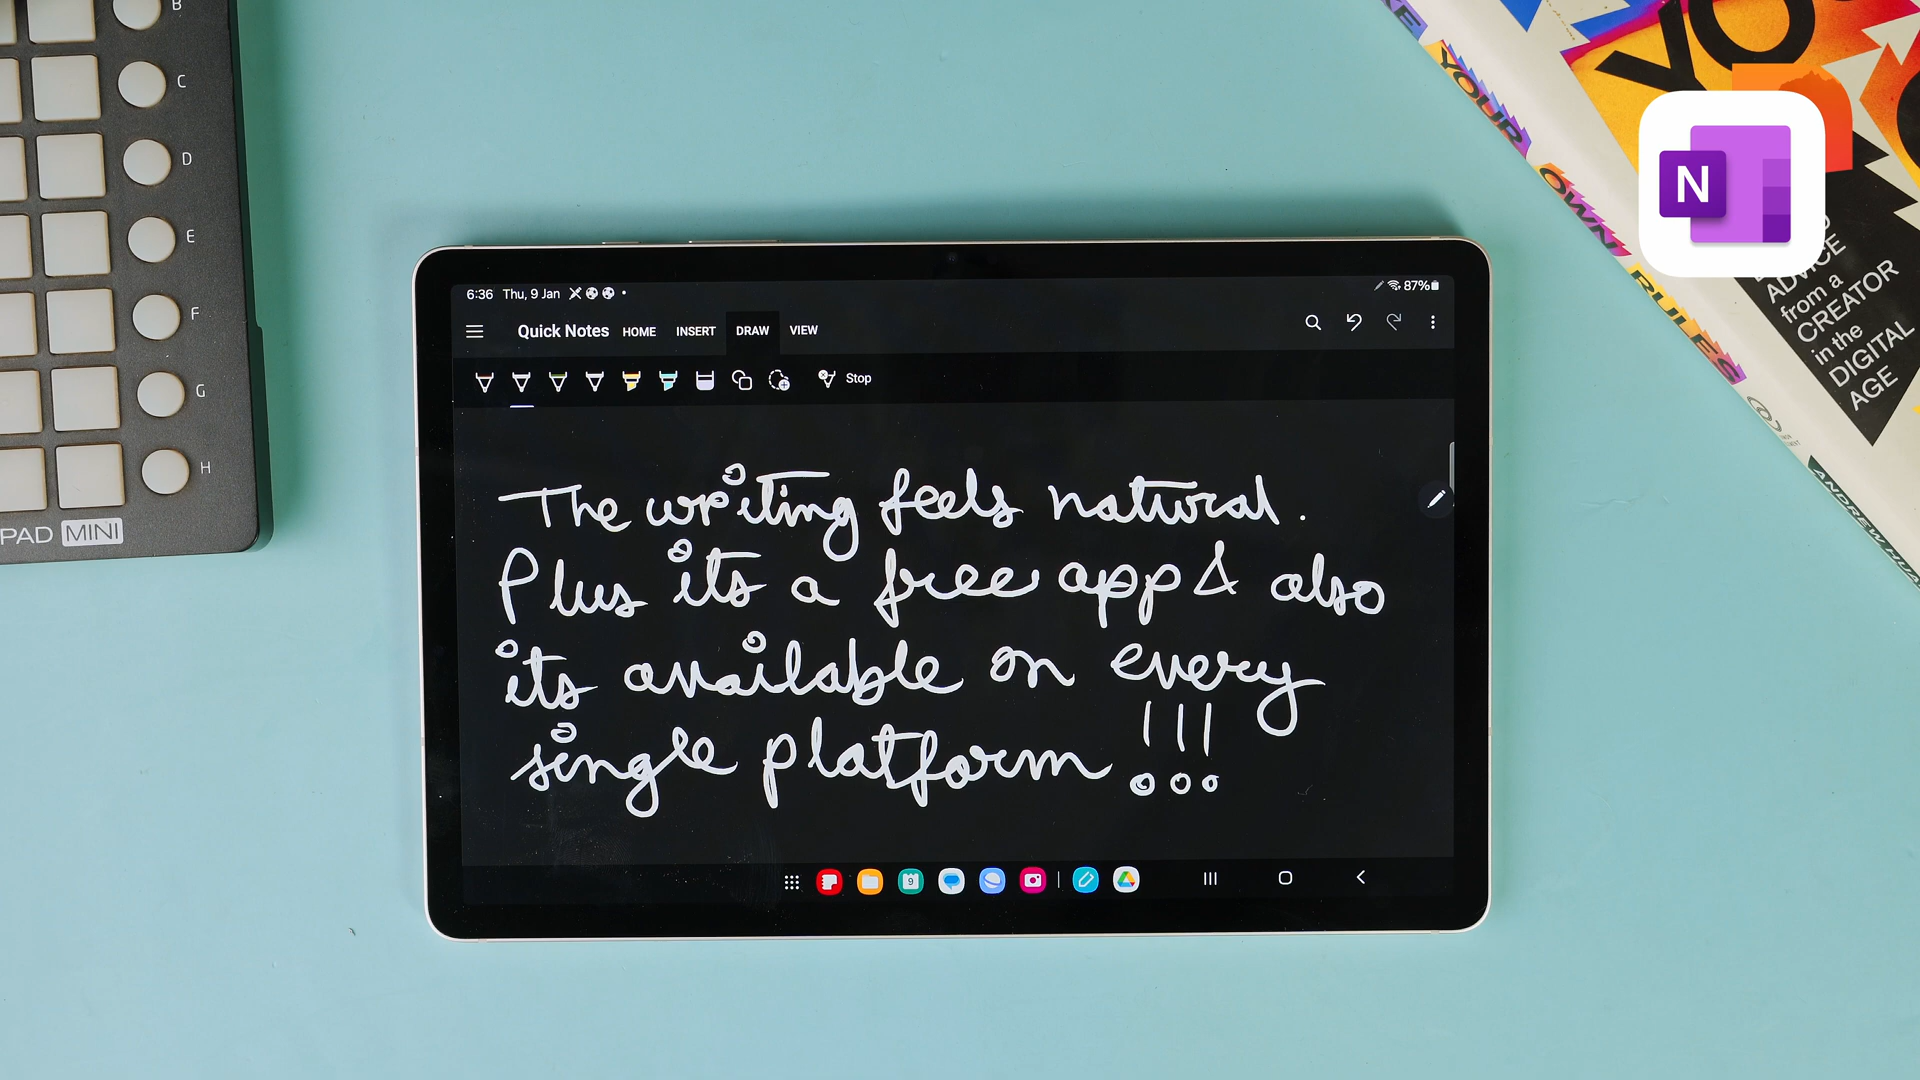 B
C
D
E
F
G
H
PAD MINI
YOUR OWN RULES
YO
ADVICE
from a
CREATOR
in the
DIGITAL
AGE
N
6:36 Thu, 9 Jan
87%
Quick Notes HOME INSERT DRAW VIEW
Stop
The writing feels natural.
Plus its a free app & also
its available on every
single platform !!!
9